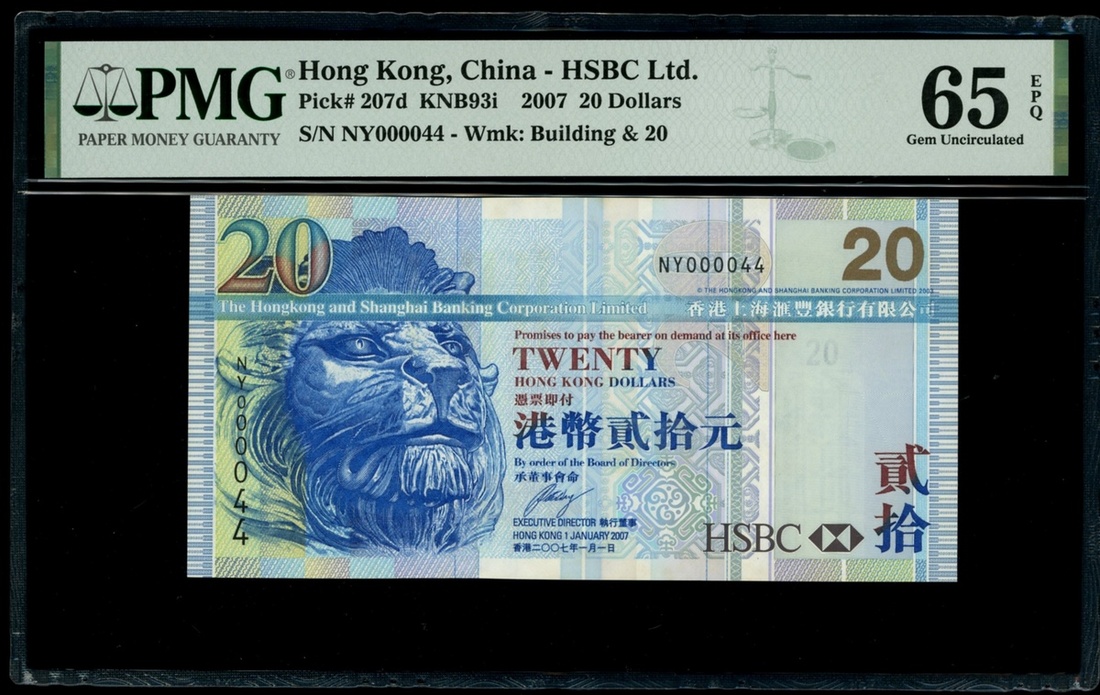 PMG®
PAPER MONEY GUARANTY
Hong Kong, China - HSBC Ltd.
Pick# 207d KNB93i 2007 20 Dollars
S/N NY000044 - Wmk: Building & 20
65 EPQ
Gem Uncirculated
20
NY000044
20
© THE HONGKONG AND SHANGHAI BANKING CORPORATION LIMITED 2003
The Hongkong and Shanghai Banking Corporation Limited 香港上海滙豐銀行有限公司
Promises to pay the bearer on demand at its office here
TWENTY
20
HONG KONG DOLLARS
憑票即付
港幣貳拾元
NY000044
By order of the Board of Directors
承董事會命
EXECUTIVE DIRECTOR 執行董事
HONG KONG 1 JANUARY 2007
香港二〇〇七年一月一日
HSBC
貳拾